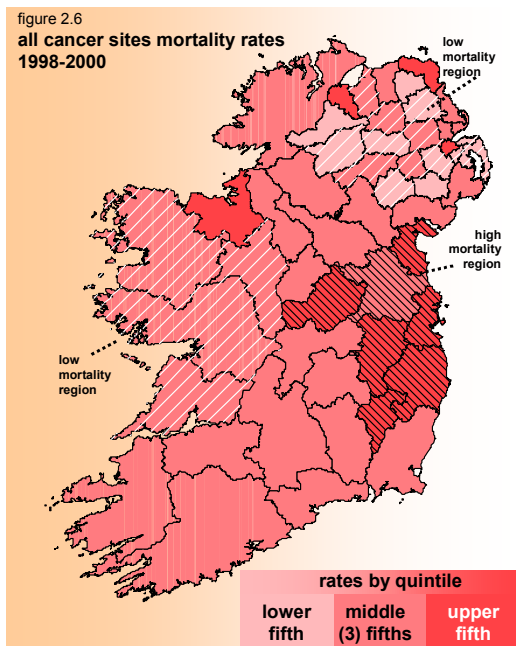 figure 2.6
all cancer sites mortality rates
1998-2000
low
mortality
region
high
mortality
region
low
mortality
region
rates by quintile
lower
fifth
middle
(3) fifths
upper
fifth